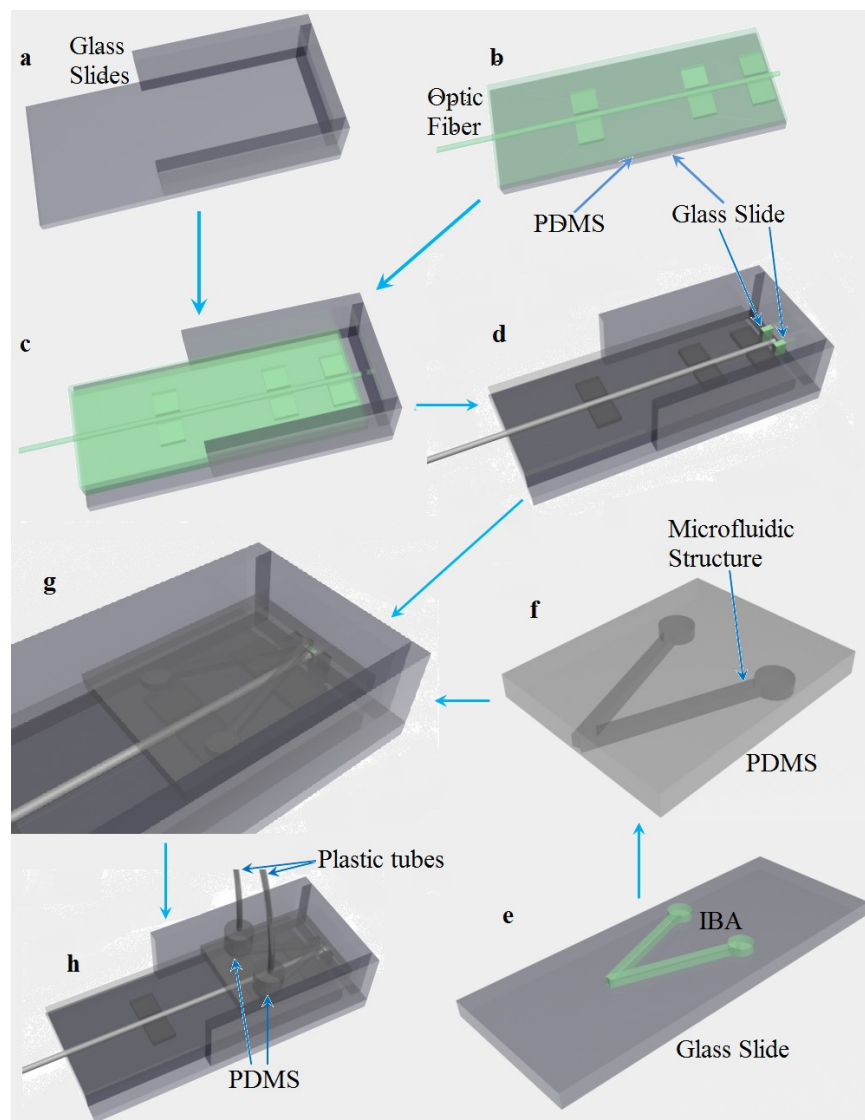 a
Glass
Slides
b
Optic
Fiber
PDMS
Glass Slide
c
d
Microfluidic
Structure
g
f
PDMS
Plastic tubes
e
IBA
h
PDMS
Glass Slide